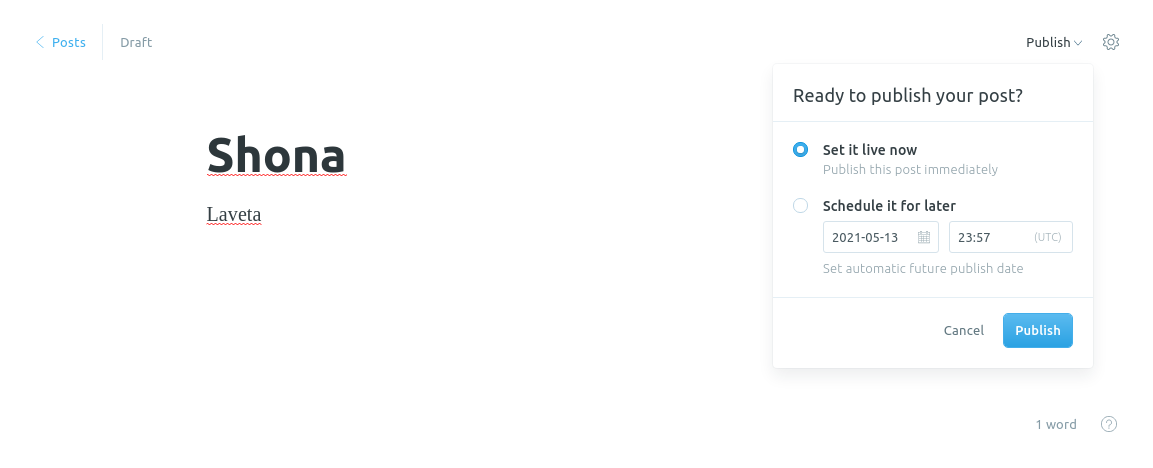 Posts
Draft
Publish
Ready to publish your post?
Shona
Set it live now
Publish this post immediately
Laveta
Schedule it for later
2021-05-13
23:57
(UTC)
Set automatic future publish date
Cancel
Publish
1 word
?